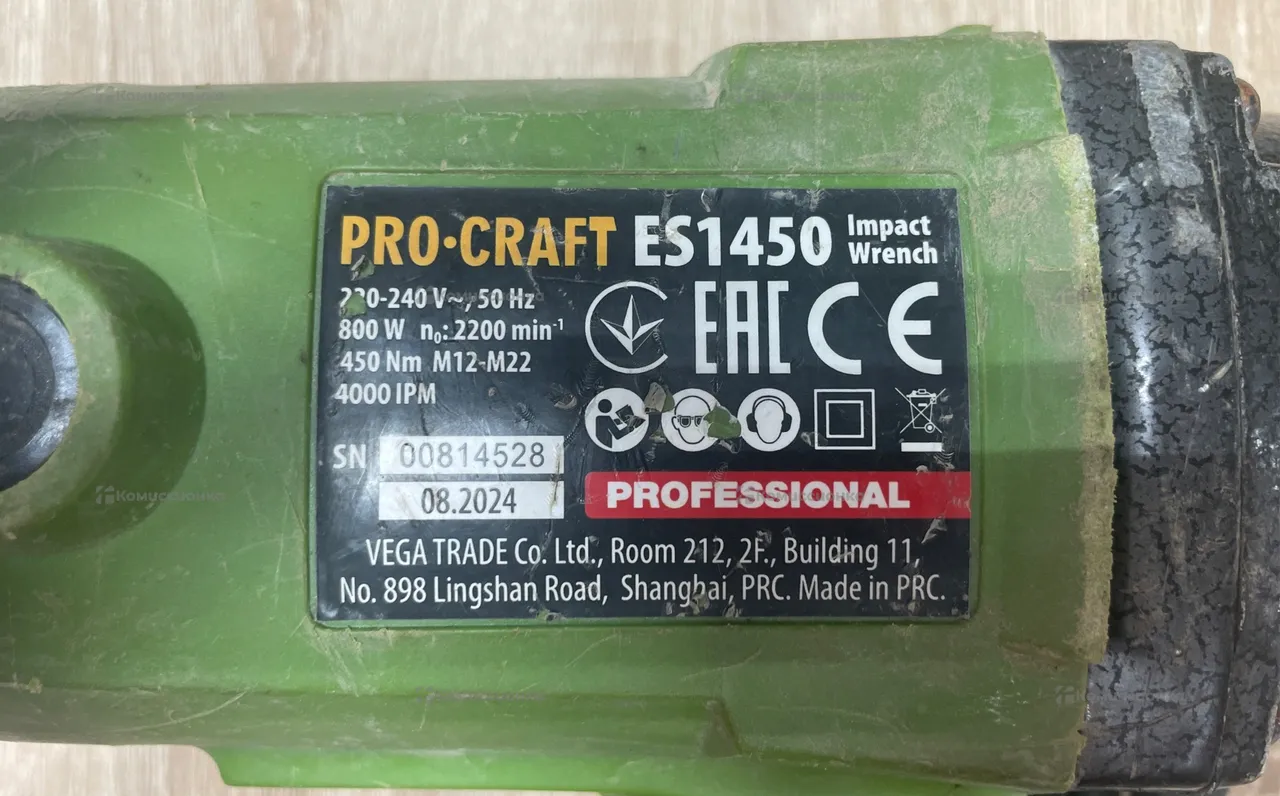 PRO·CRAFT ES1450 Impact Wrench
220-240 V~, 50 Hz
800 W n₀: 2200 min⁻¹
450 Nm M12-M22
4000 IPM
EAC CE
SN 00814528
08.2024
PROFESSIONAL
VEGA TRADE Co. Ltd., Room 212, 2F., Building 11,
No. 898 Lingshan Road, Shanghai, PRC. Made in PRC.
Комиссионка